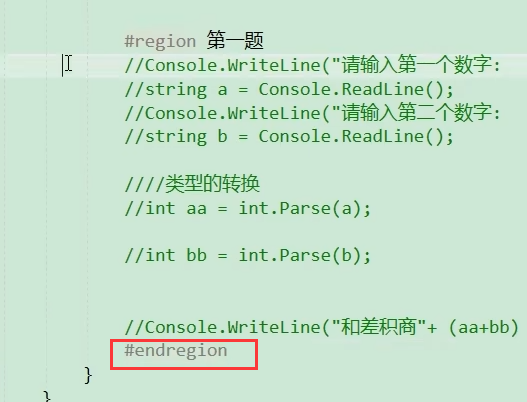 #region 第一题
//Console.WriteLine("请输入第一个数字:
//string a = Console.ReadLine();
//Console.WriteLine("请输入第二个数字:
//string b = Console.ReadLine();
////类型的转换
//int aa = int.Parse(a);
//int bb = int.Parse(b);
//Console.WriteLine("和差积商"+ (aa+bb)
#endregion
}
}